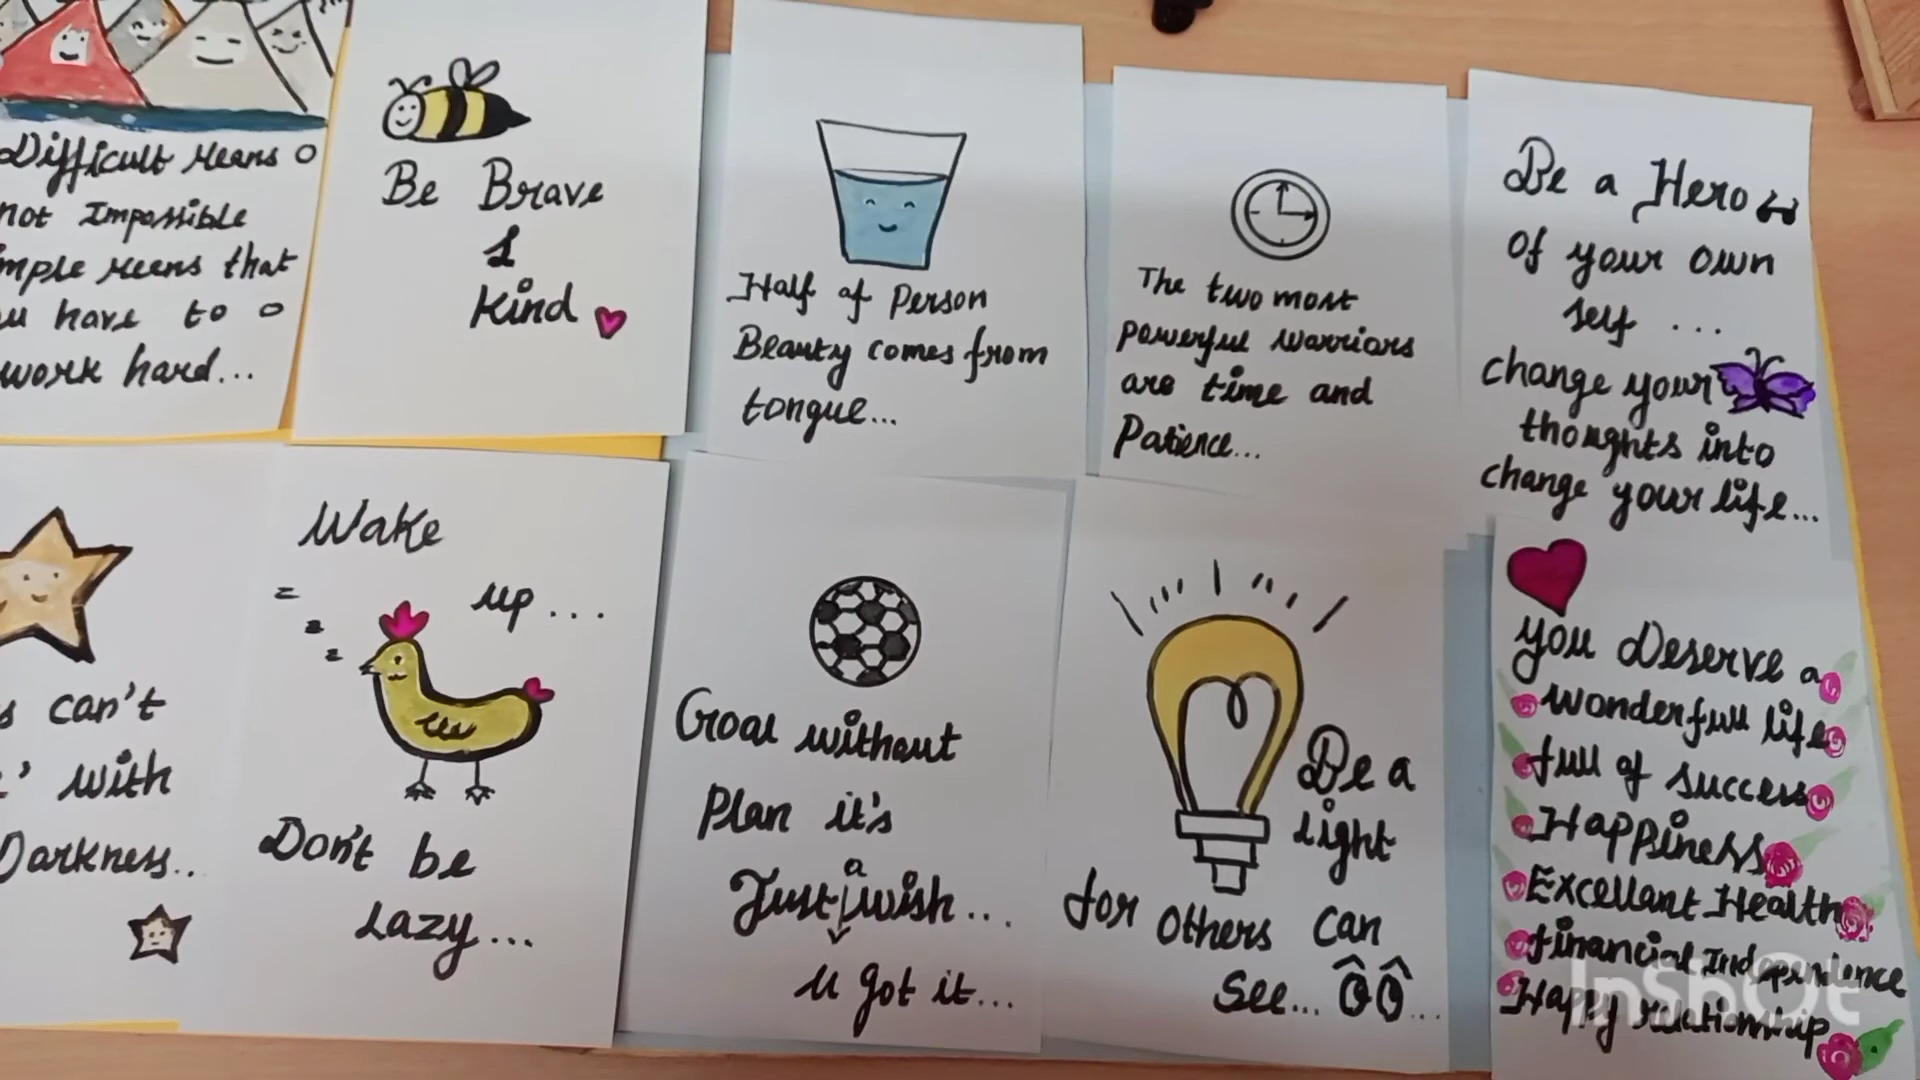 Difficult Means
not Impossible
means that
have to
work hard...
Be Brave
&
Kind
Half of Person
Beauty comes from
tongue...
The two most
powerful warriors
are time and
Patience...
Be a Hero
Of your own
self ...
change your
thoughts into
change your life...
can't
with
Darkness..
Wake
up...
z
z
z
Don't be
Lazy...
Goal without
Plan it's
Just a wish...
u got it...
Be a
light
for others can
See...
you Deserve a
wonderfull life
full of success
Happiness
Excellant Health
financial Independence
Happy relationship
InShOt